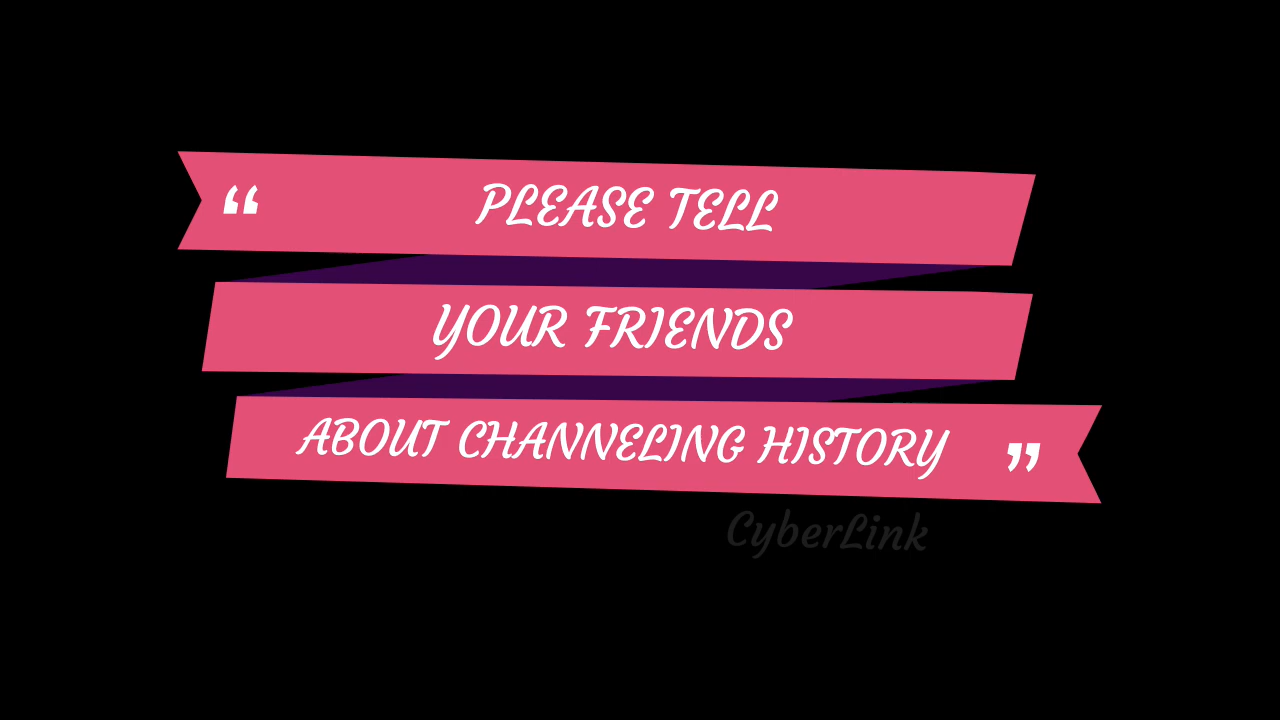 “ PLEASE TELL
YOUR FRIENDS
ABOUT CHANNELING HISTORY ”
CyberLink